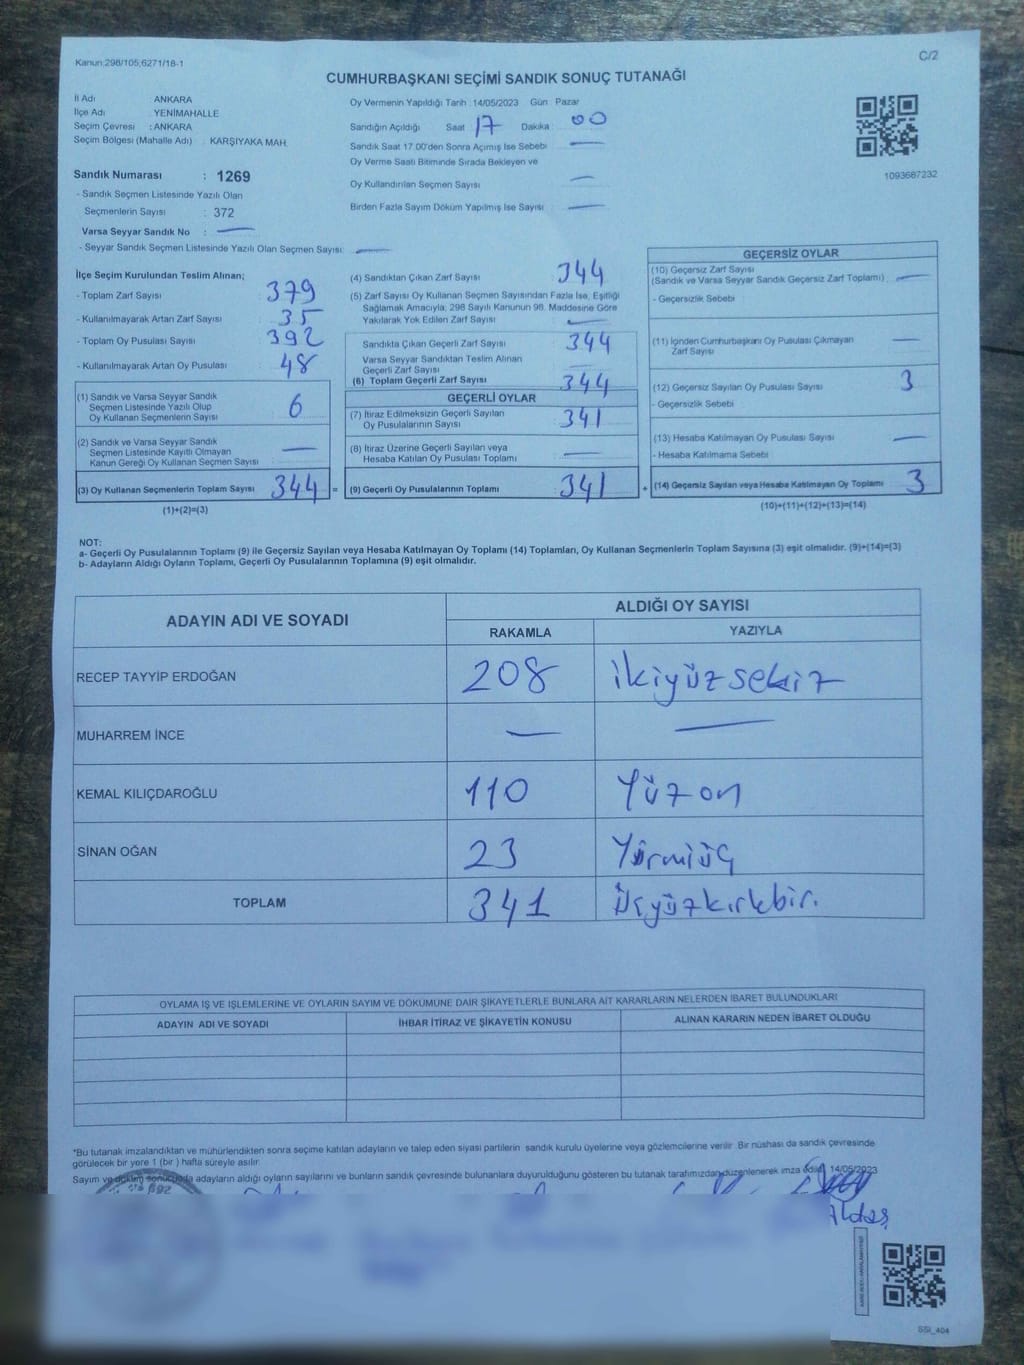 Kanun:298/105;6271/18-1
C/2
CUMHURBAŞKANI SEÇİMİ SANDIK SONUÇ TUTANAĞI
İl Adı ANKARA
İlçe Adı YENİMAHALLE
Seçim Çevresi : ANKARA
Seçim Bölgesi (Mahalle Adı) : KARŞIYAKA MAH.
Oy Vermenin Yapıldığı Tarih : 14/05/2023 Gün : Pazar
Sandığın Açıldığı Saat 17 Dakika : 00
Sandık Saat 17.00'den Sonra Açımış İse Sebebi
Oy Verme Saati Bitiminde Sırada Bekleyen ve
Oy Kullandırılan Seçmen Sayısı
Birden Fazla Sayım Döküm Yapılmış İse Sayısı
1093687232
Sandık Numarası : 1269
- Sandık Seçmen Listesinde Yazılı Olan
Seçmenlerin Sayısı : 372
Varsa Seyyar Sandık No : —
- Seyyar Sandık Seçmen Listesinde Yazılı Olan Seçmen Sayısı: —
İlçe Seçim Kurulundan Teslim Alınan;
- Toplam Zarf Sayısı 379
- Kullanılmayarak Artan Zarf Sayısı : 35
- Toplam Oy Pusulası Sayısı 392
- Kullanılmayarak Artan Oy Pusulası 48
(1) Sandık ve Varsa Seyyar Sandık
Seçmen Listesinde Yazılı Olup
Oy Kullanan Seçmenlerin Sayısı 6
(2) Sandık ve Varsa Seyyar Sandık
Seçmen Listesinde Kayıtlı Olmayan
Kanun Gereği Oy Kullanan Seçmen Sayısı —
(3) Oy Kullanan Seçmenlerin Toplam Sayısı 344 =
(1)+(2)=(3)
(4) Sandıktan Çıkan Zarf Sayısı 344
(5) Zarf Sayısı Oy Kullanan Seçmen Sayısından Fazla İse, Eşitliği
Sağlamak Amacıyla, 298 Sayılı Kanunun 98. Maddesine Göre
Yakılarak Yok Edilen Zarf Sayısı —
Sandıkta Çıkan Geçerli Zarf Sayısı 344
Varsa Seyyar Sandıktan Teslim Alınan
Geçerli Zarf Sayısı
(6) Toplam Geçerli Zarf Sayısı 344
GEÇERLİ OYLAR
(7) İtiraz Edilmeksizin Geçerli Sayılan
Oy Pusulalarının Sayısı 341
(8) İtiraz Üzerine Geçerli Sayılan veya
Hesaba Katılan Oy Pusulası Toplamı —
(9) Geçerli Oy Pusulalarının Toplamı 341 +
GEÇERSİZ OYLAR
(10) Geçersiz Zarf Sayısı
(Sandık ve Varsa Seyyar Sandık Geçersiz Zarf Toplamı) : —
- Geçersizlik Sebebi
(11) İçinden Cumhurbaşkanı Oy Pusulası Çıkmayan
Zarf Sayısı —
(12) Geçersiz Sayılan Oy Pusulası Sayısı 3
- Geçersizlik Sebebi
(13) Hesaba Katılmayan Oy Pusulası Sayısı —
- Hesaba Katılmama Sebebi
(14) Geçersiz Sayılan veya Hesaba Katılmayan Oy Toplamı 3
(10)+(11)+(12)+(13)=(14)
NOT:
a- Geçerli Oy Pusulalarının Toplamı (9) ile Geçersiz Sayılan veya Hesaba Katılmayan Oy Toplamı (14) Toplamları, Oy Kullanan Seçmenlerin Toplam Sayısına (3) eşit olmalıdır. (9)+(14)=(3)
b- Adayların Aldığı Oyların Toplamı, Geçerli Oy Pusulalarının Toplamına (9) eşit olmalıdır.
ADAYIN ADI VE SOYADI
ALDIĞI OY SAYISI
RAKAMLA YAZIYLA
RECEP TAYYİP ERDOĞAN 208 İkiyüzsekiz
MUHARREM İNCE — —
KEMAL KILIÇDAROĞLU 110 Yüzon
SİNAN OĞAN 23 Yirmiüç
TOPLAM 341 Üçyüzkırkbir.
OYLAMA İŞ VE İŞLEMLERİNE VE OYLARIN SAYIM VE DÖKÜMÜNE DAİR ŞİKAYETLERLE BUNLARA AİT KARARLARIN NELERDEN İBARET BULUNDUKLARI
ADAYIN ADI VE SOYADI İHBAR İTİRAZ VE ŞİKAYETİN KONUSU ALINAN KARARIN NEDEN İBARET OLDUĞU
*Bu tutanak imzalandıktan ve mühürlendikten sonra seçime katılan adayların ve talep eden siyasi partilerin sandık kurulu üyelerine veya gözlemcilerine verilir. Bir nüshası da sandık çevresinde
görülecek bir yere 1 (bir ) hafta süreyle asılır.
Sayım ve döküm sonucunda adayların aldığı oyların sayılarını ve bunların sandık çevresinde bulunanlara duyurulduğunu gösteren bu tutanak tarafımızdan düzenlenerek imza edildi. 14/05/2023
Aldaş
SSI_404